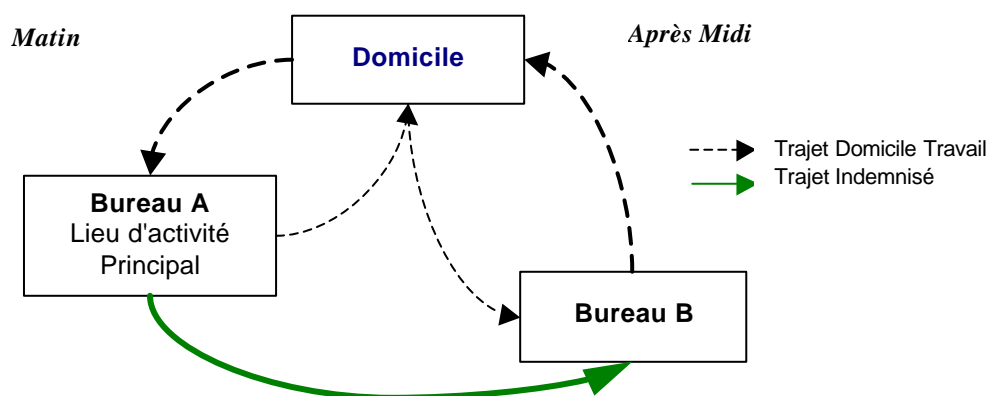 Matin
Après Midi
Domicile
Trajet Domicile Travail
Trajet Indemnisé
Bureau A
Lieu d'activité
Principal
Bureau B